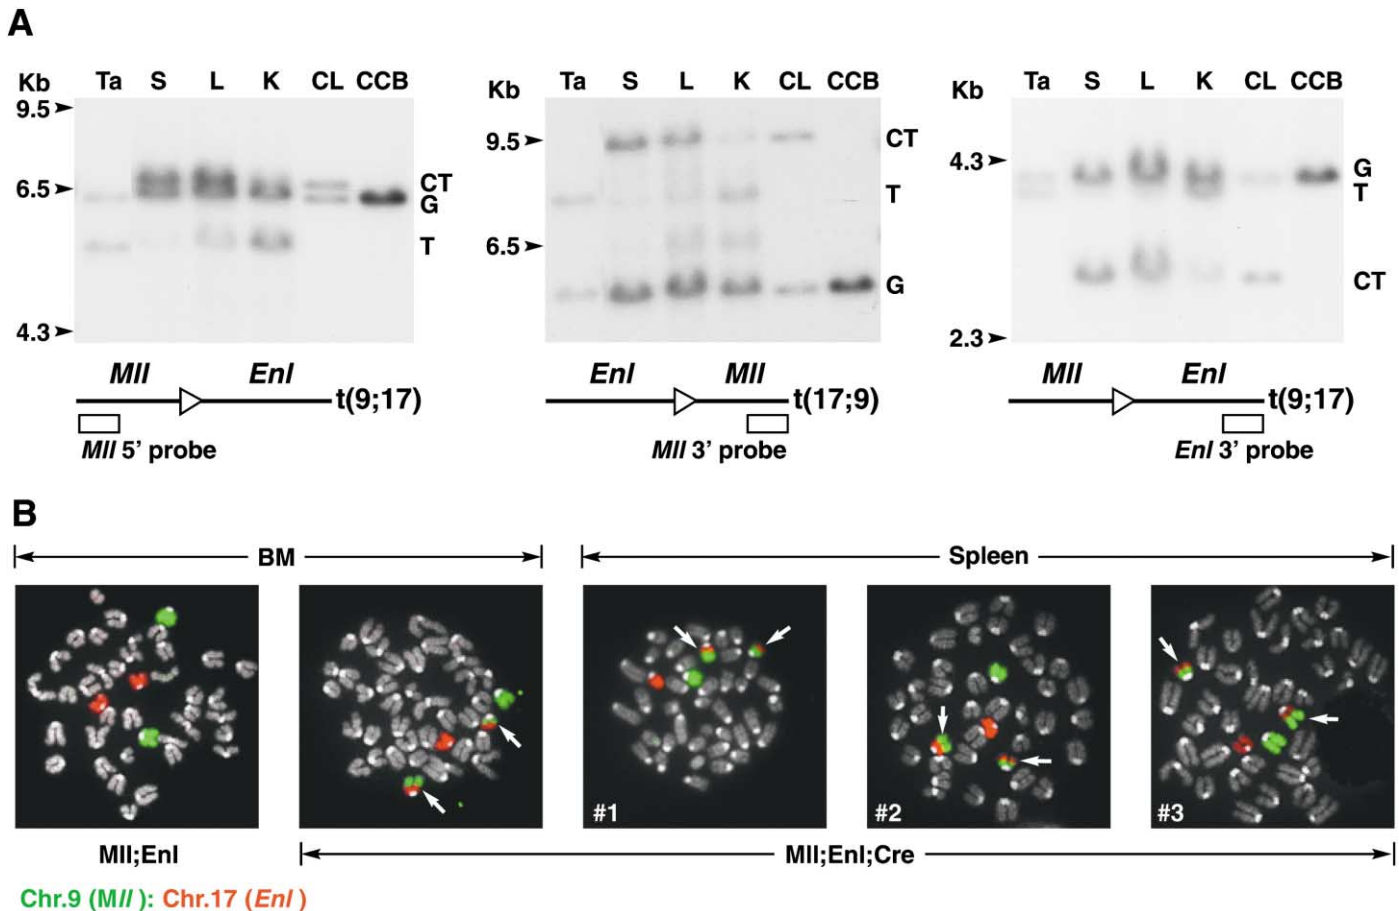 A
Kb Ta S L K CL CCB
9.5
6.5
4.3
CT
G
T
Mll Enl
t(9;17)
Mll 5’ probe
Kb Ta S L K CL CCB
9.5
6.5
CT
T
G
Enl Mll
t(17;9)
Mll 3’ probe
Kb Ta S L K CL CCB
4.3
2.3
G
T
CT
Mll Enl
t(9;17)
Enl 3’ probe
B
BM Spleen
#1 #2 #3
Mll;Enl Mll;Enl;Cre
Chr.9 (Mll ): Chr.17 (Enl )